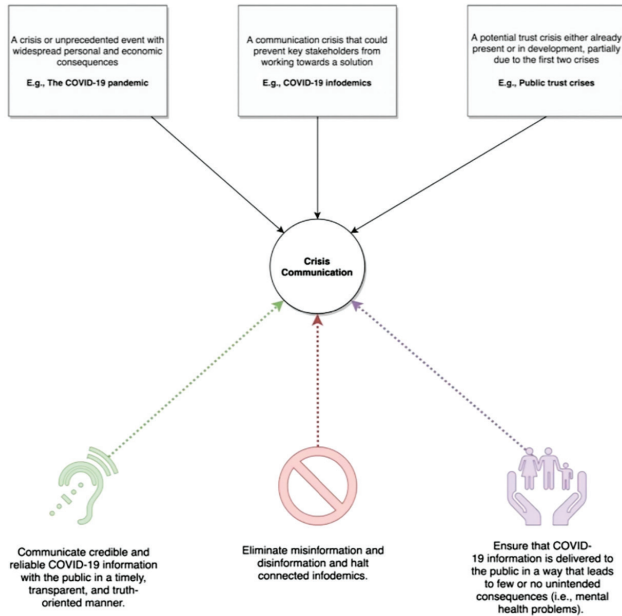 A crisis or unprecedented event with
widespread personal and economic
consequences
E.g., The COVID-19 pandemic
A communication crisis that could
prevent key stakeholders from
working towards a solution
E.g., COVID-19 infodemics
A potential trust crisis either already
present or in development, partially
due to the first two crises
E.g., Public trust crises
Crisis
Communication
Communicate credible and
reliable COVID-19 information
with the public in a timely,
transparent, and truth-
oriented manner.
Eliminate misinformation and
disinformation and halt
connected infodemics.
Ensure that COVID-
19 information is delivered to
the public in a way that leads
to few or no unintended
consequences (i.e., mental
health problems).